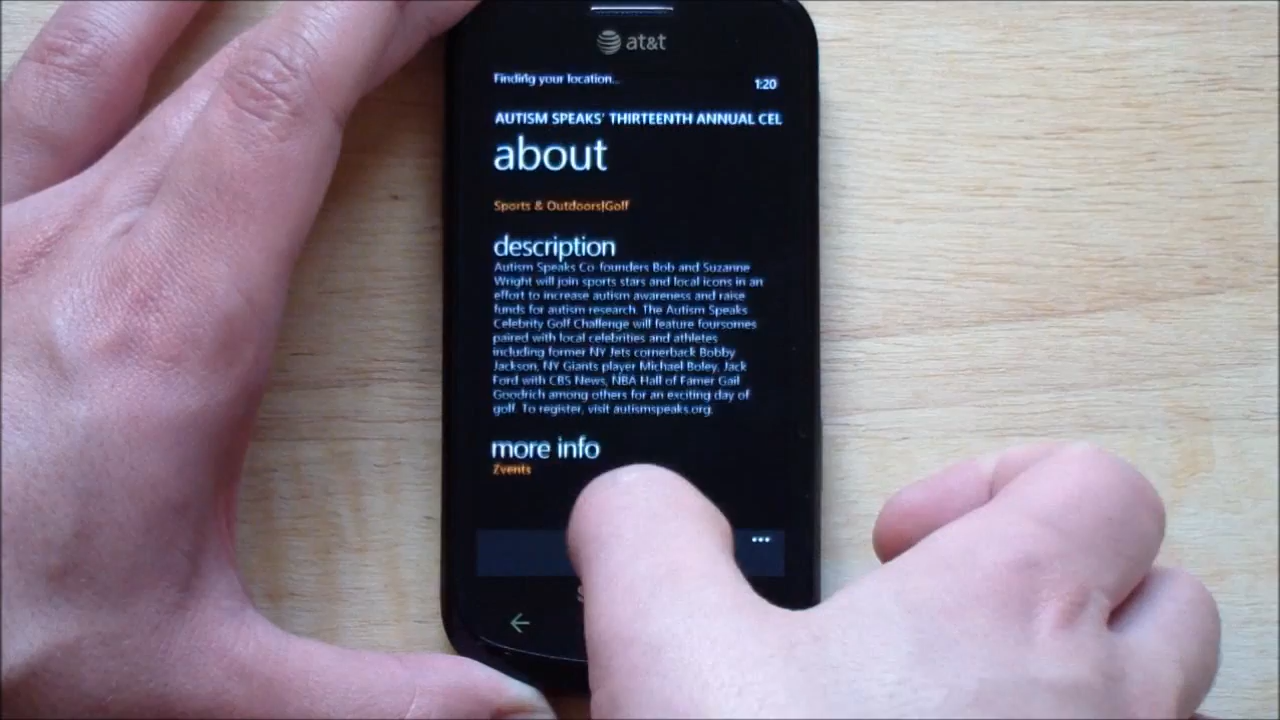 at&t
Finding your location...
1:20
AUTISM SPEAKS' THIRTEENTH ANNUAL CEL
about
Sports & Outdoors|Golf
description
Autism Speaks Co-founders Bob and Suzanne
Wright will join sports stars and local icons in an
effort to increase autism awareness and raise
funds for autism research. The Autism Speaks
Celebrity Golf Challenge will feature foursomes
paired with local celebrities and athletes
including former NY Jets cornerback Bobby
Jackson, NY Giants player Michael Boley, Jack
Ford with CBS News, NBA Hall of Famer Gail
Goodrich among others for an exciting day of
golf. To register, visit autismspeaks.org.
more info
Zvents